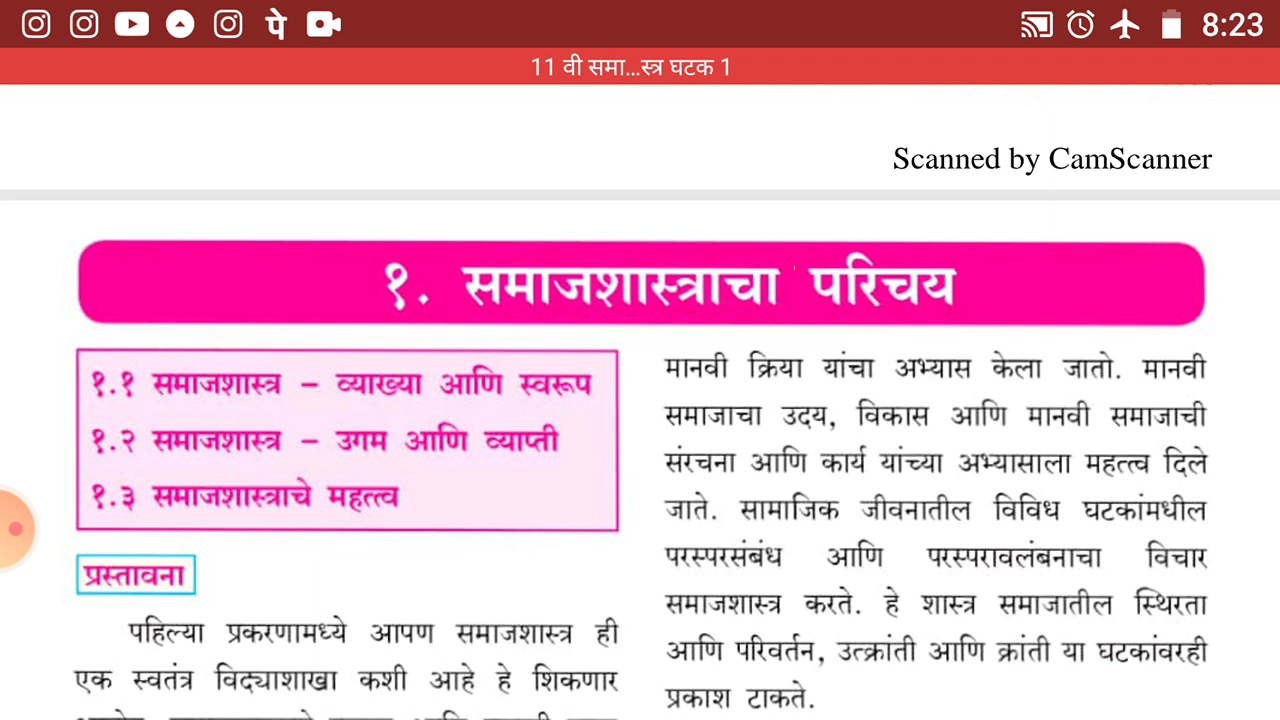 8:23
11 वी समा...स्त्र घटक 1
Scanned by CamScanner
१. समाजशास्त्राचा परिचय
१.१ समाजशास्त्र – व्याख्या आणि स्वरूप
१.२ समाजशास्त्र – उगम आणि व्याप्ती
१.३ समाजशास्त्राचे महत्त्व
प्रस्तावना
पहिल्या प्रकरणामध्ये आपण समाजशास्त्र ही
एक स्वतंत्र विद्याशाखा कशी आहे हे शिकणार
मानवी क्रिया यांचा अभ्यास केला जातो. मानवी
समाजाचा उदय, विकास आणि मानवी समाजाची
संरचना आणि कार्य यांच्या अभ्यासाला महत्त्व दिले
जाते. सामाजिक जीवनातील विविध घटकांमधील
परस्परसंबंध आणि परस्परावलंबनाचा विचार
समाजशास्त्र करते. हे शास्त्र समाजातील स्थिरता
आणि परिवर्तन, उत्क्रांती आणि क्रांती या घटकांवरही
प्रकाश टाकते.